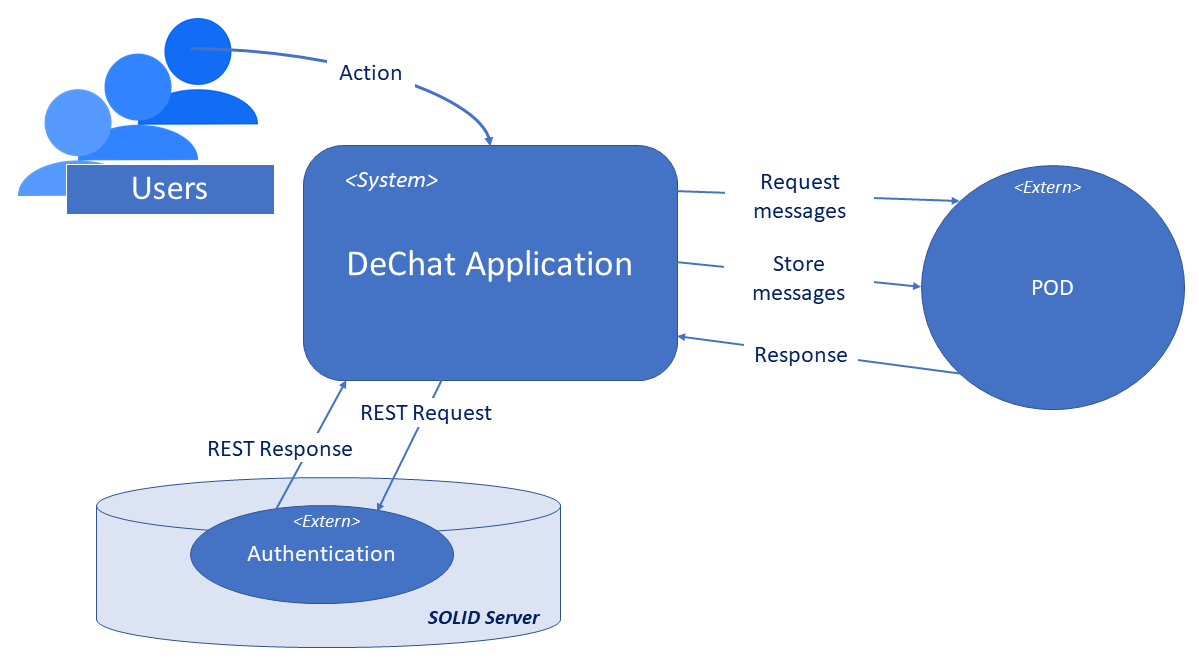 Action
Users
<System>
DeChat Application
Request
messages
Store
messages
Response
<Extern>
POD
REST Request
REST Response
<Extern>
Authentication
SOLID Server